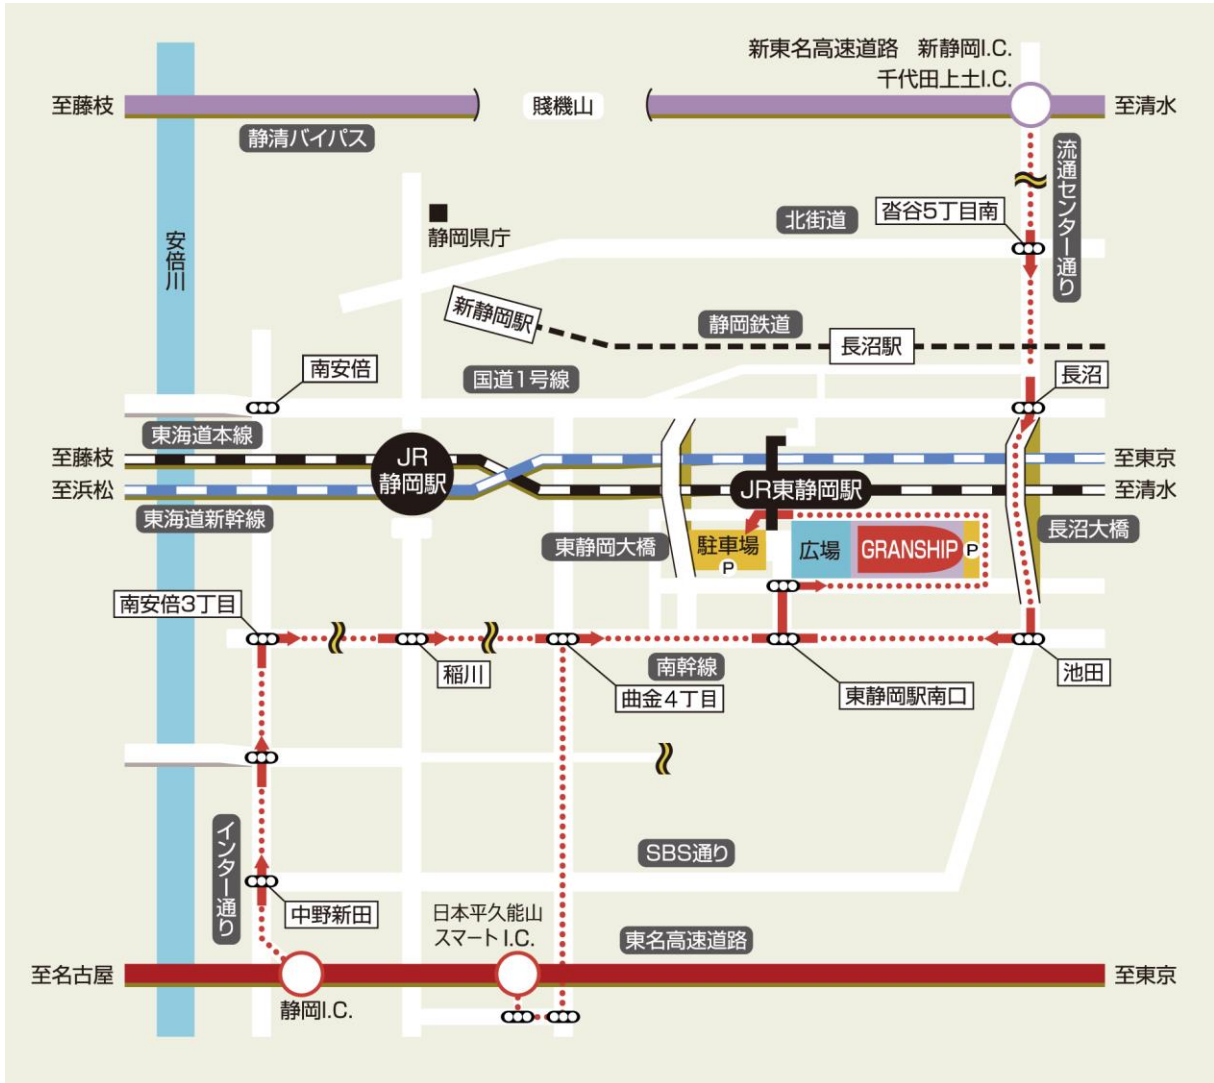 新東名高速道路 新静岡I.C.
千代田上土I.C.
至藤枝
賤機山
至清水
静清バイパス
流通センター通り
沓谷5丁目南
北街道
静岡県庁
安倍川
新静岡駅
静岡鉄道
長沼駅
南安倍
国道1号線
長沼
東海道本線
至藤枝
JR
静岡駅
至東京
至浜松
JR東静岡駅
至清水
東海道新幹線
東静岡大橋
駐車場
P
広場
GRANSHIP
P
長沼大橋
南安倍3丁目
稲川
南幹線
曲金4丁目
東静岡駅南口
池田
インター通り
SBS通り
中野新田
日本平久能山
スマートI.C.
東名高速道路
至名古屋
至東京
静岡I.C.